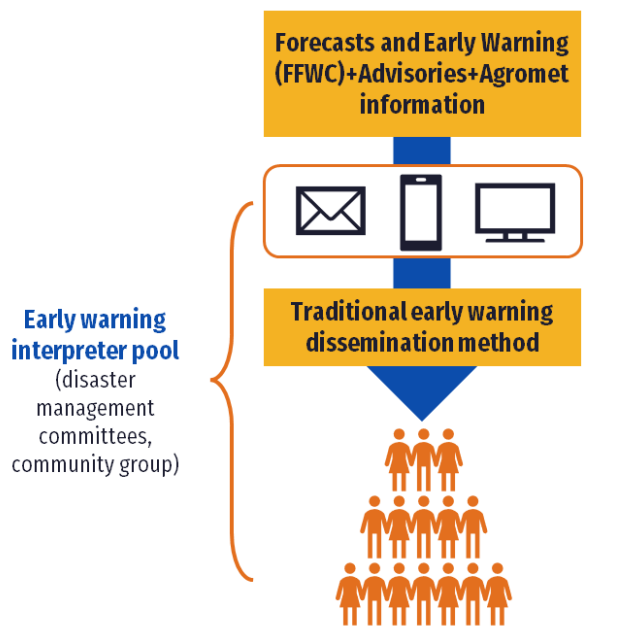 Forecasts and Early Warning
(FFWC)+Advisories+Agromet
information
Traditional early warning
dissemination method
Early warning
interpreter pool
(disaster
management
committees,
community group)